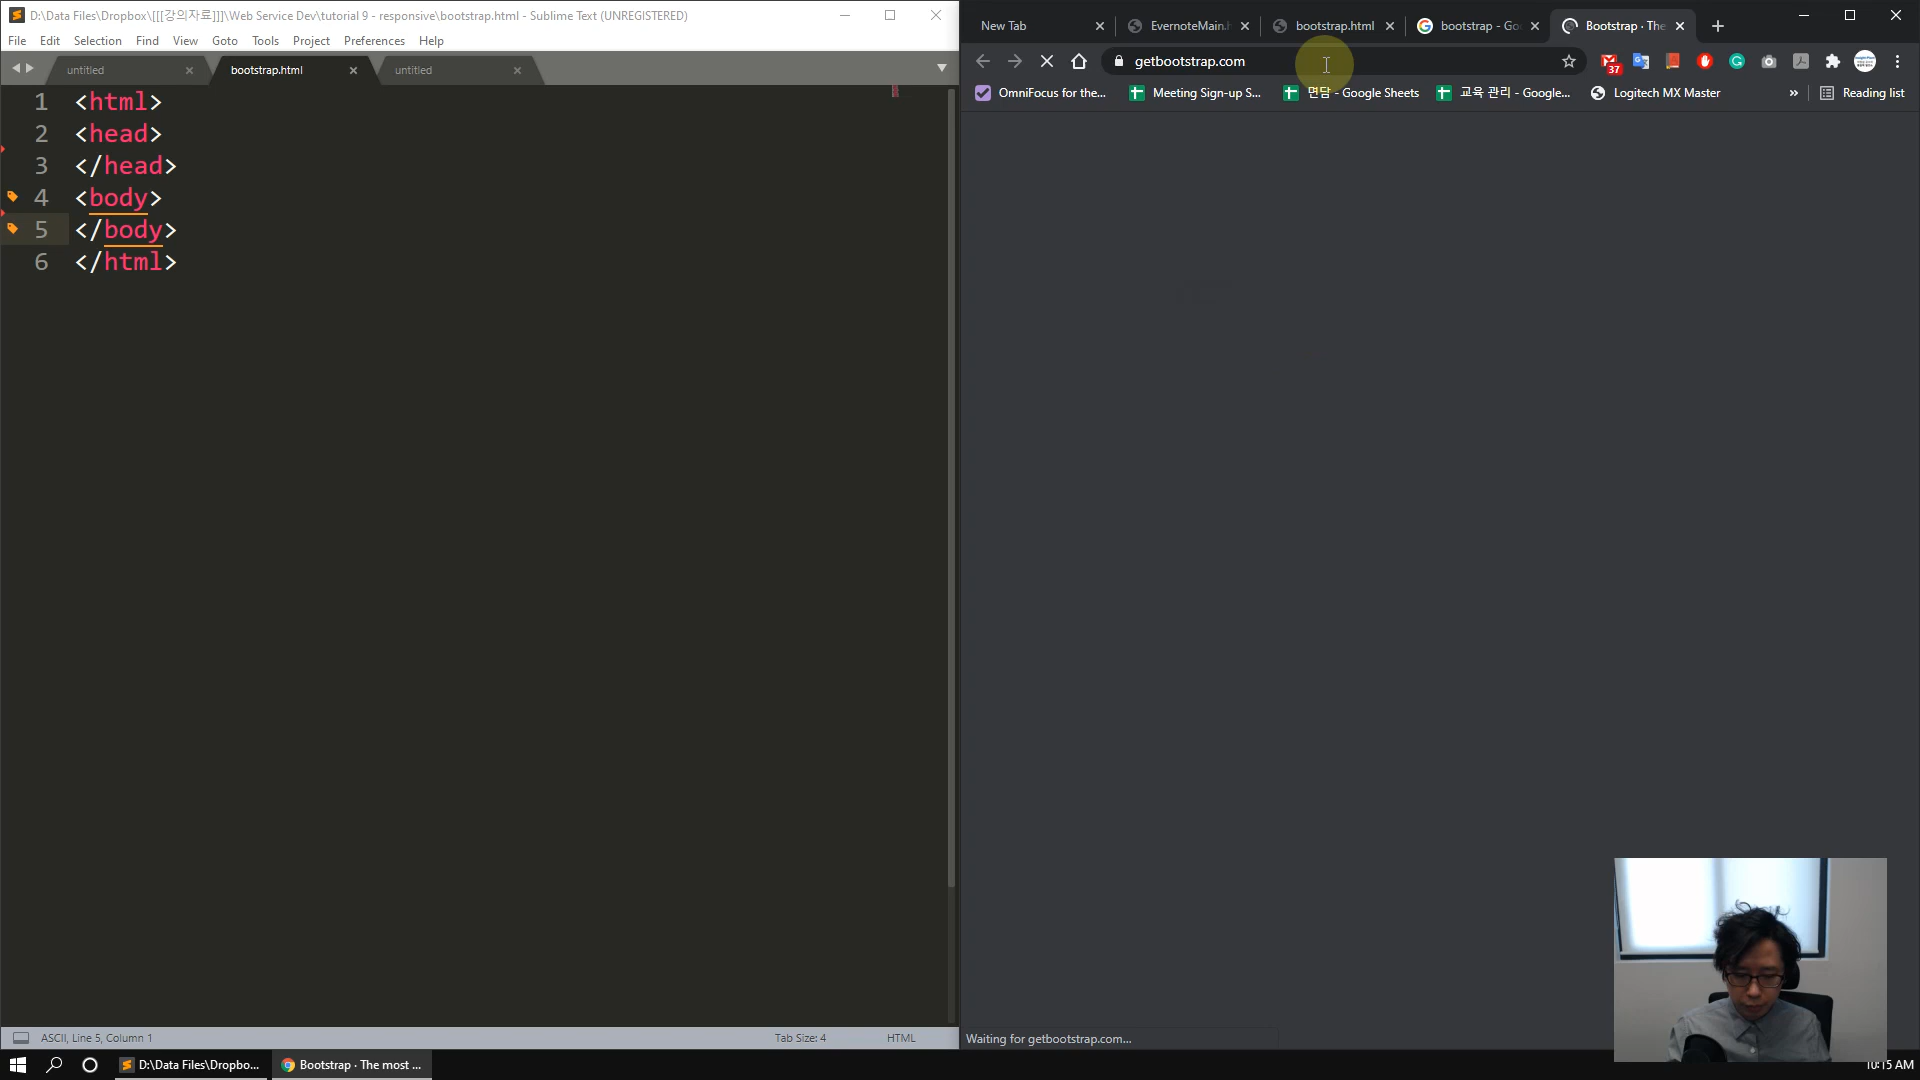 D:\Data Files\Dropbox\[[[강의자료]]]\Web Service Dev\tutorial 9 - responsive\bootstrap.html - Sublime Text (UNREGISTERED)
File Edit Selection Find View Goto Tools Project Preferences Help
untitled
bootstrap.html
untitled
1 <html>
2 <head>
3 </head>
4 <body>
5 </body>
6 </html>
ASCII, Line 5, Column 1
Tab Size: 4
HTML
New Tab
EvernoteMain.
bootstrap.html
bootstrap - Go
Bootstrap · The
getbootstrap.com
37
OmniFocus for the...
Meeting Sign-up S...
면담 - Google Sheets
교육 관리 - Google...
Logitech MX Master
»
Reading list
Waiting for getbootstrap.com...
D:\Data Files\Dropbo...
Bootstrap · The most ...
10:15 AM